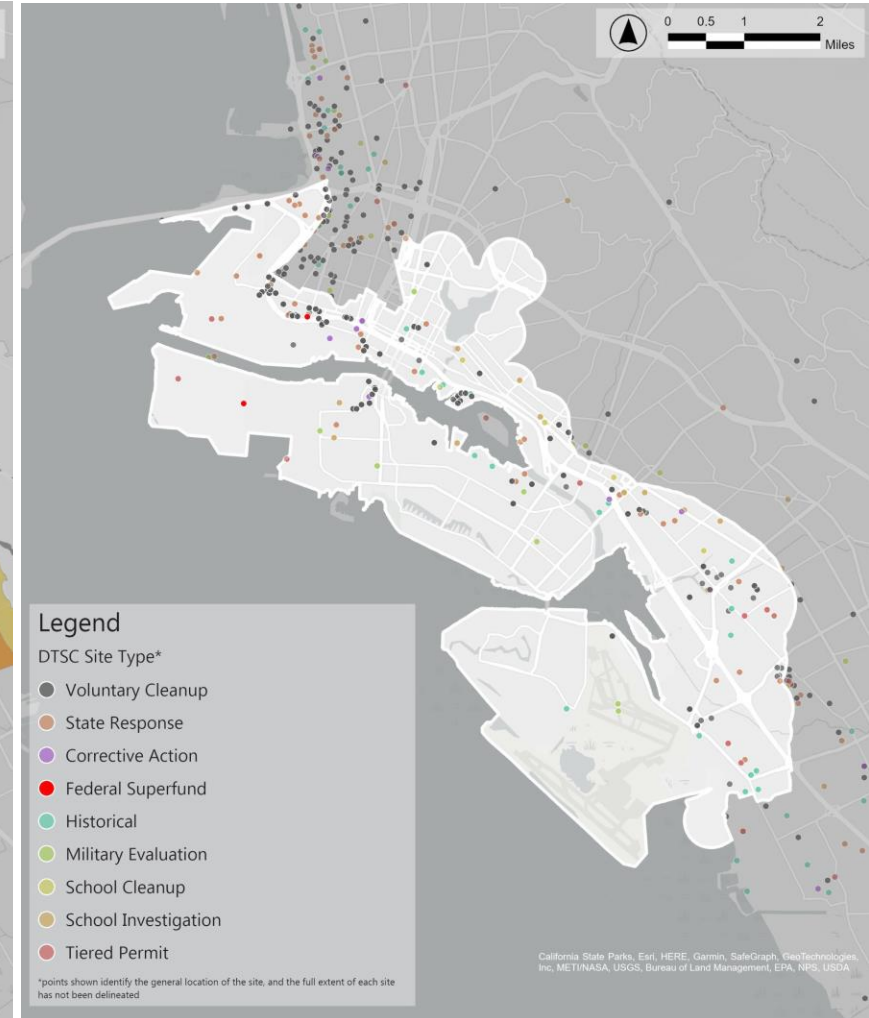 0 0.5 1 2
Miles
Legend
DTSC Site Type*
Voluntary Cleanup
State Response
Corrective Action
Federal Superfund
Historical
Military Evaluation
School Cleanup
School Investigation
Tiered Permit
*points shown identify the general location of the site, and the full extent of each site
has not been delineated
California State Parks, Esri, HERE, Garmin, SafeGraph, GeoTechnologies,
Inc, METI/NASA, USGS, Bureau of Land Management, EPA, NPS, USDA